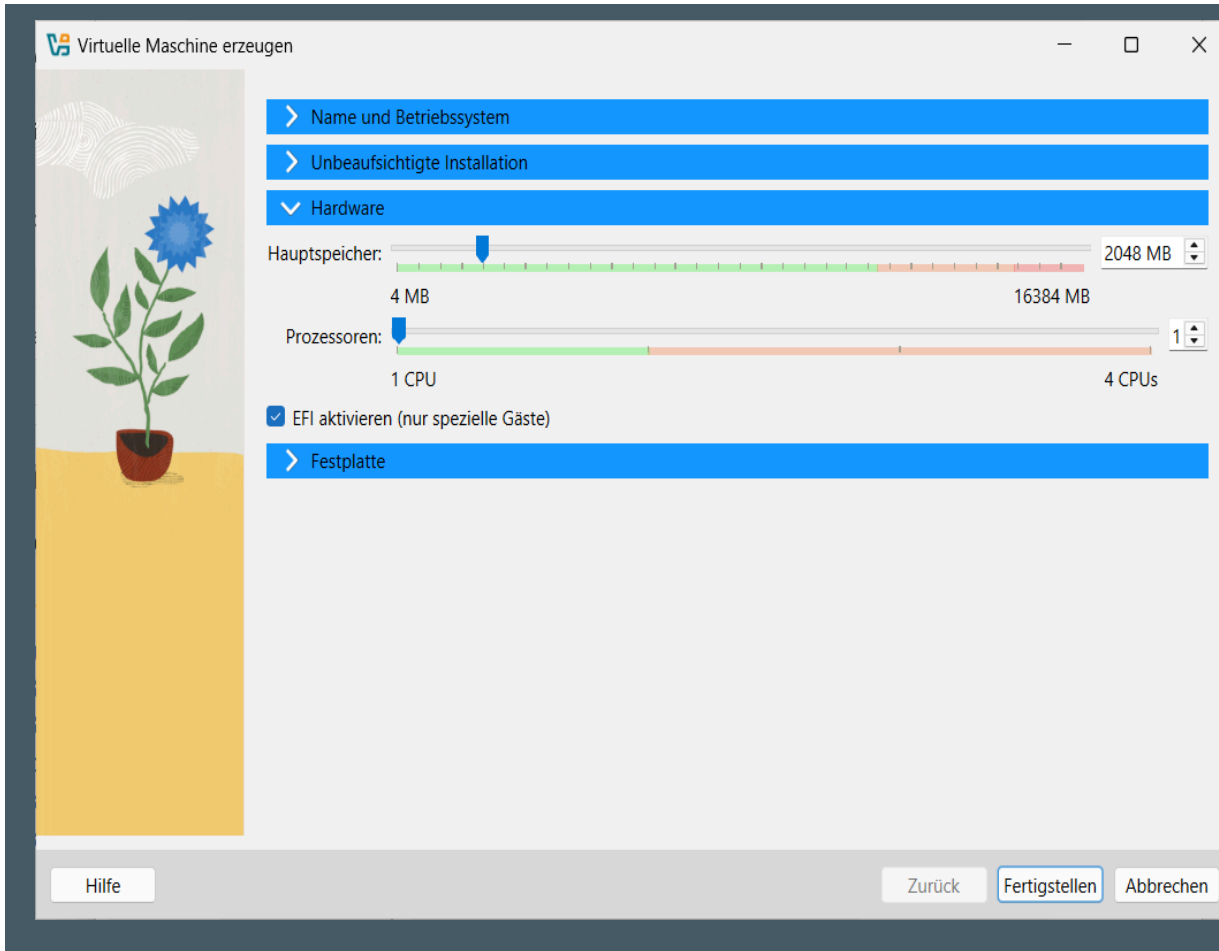 Virtuelle Maschine erzeugen
Name und Betriebssystem
Unbeaufsichtigte Installation
Hardware
Hauptspeicher: 2048 MB
4 MB 16384 MB
Prozessoren: 1
1 CPU 4 CPUs
EFI aktivieren (nur spezielle Gäste)
Festplatte
Hilfe Zurück Fertigstellen Abbrechen